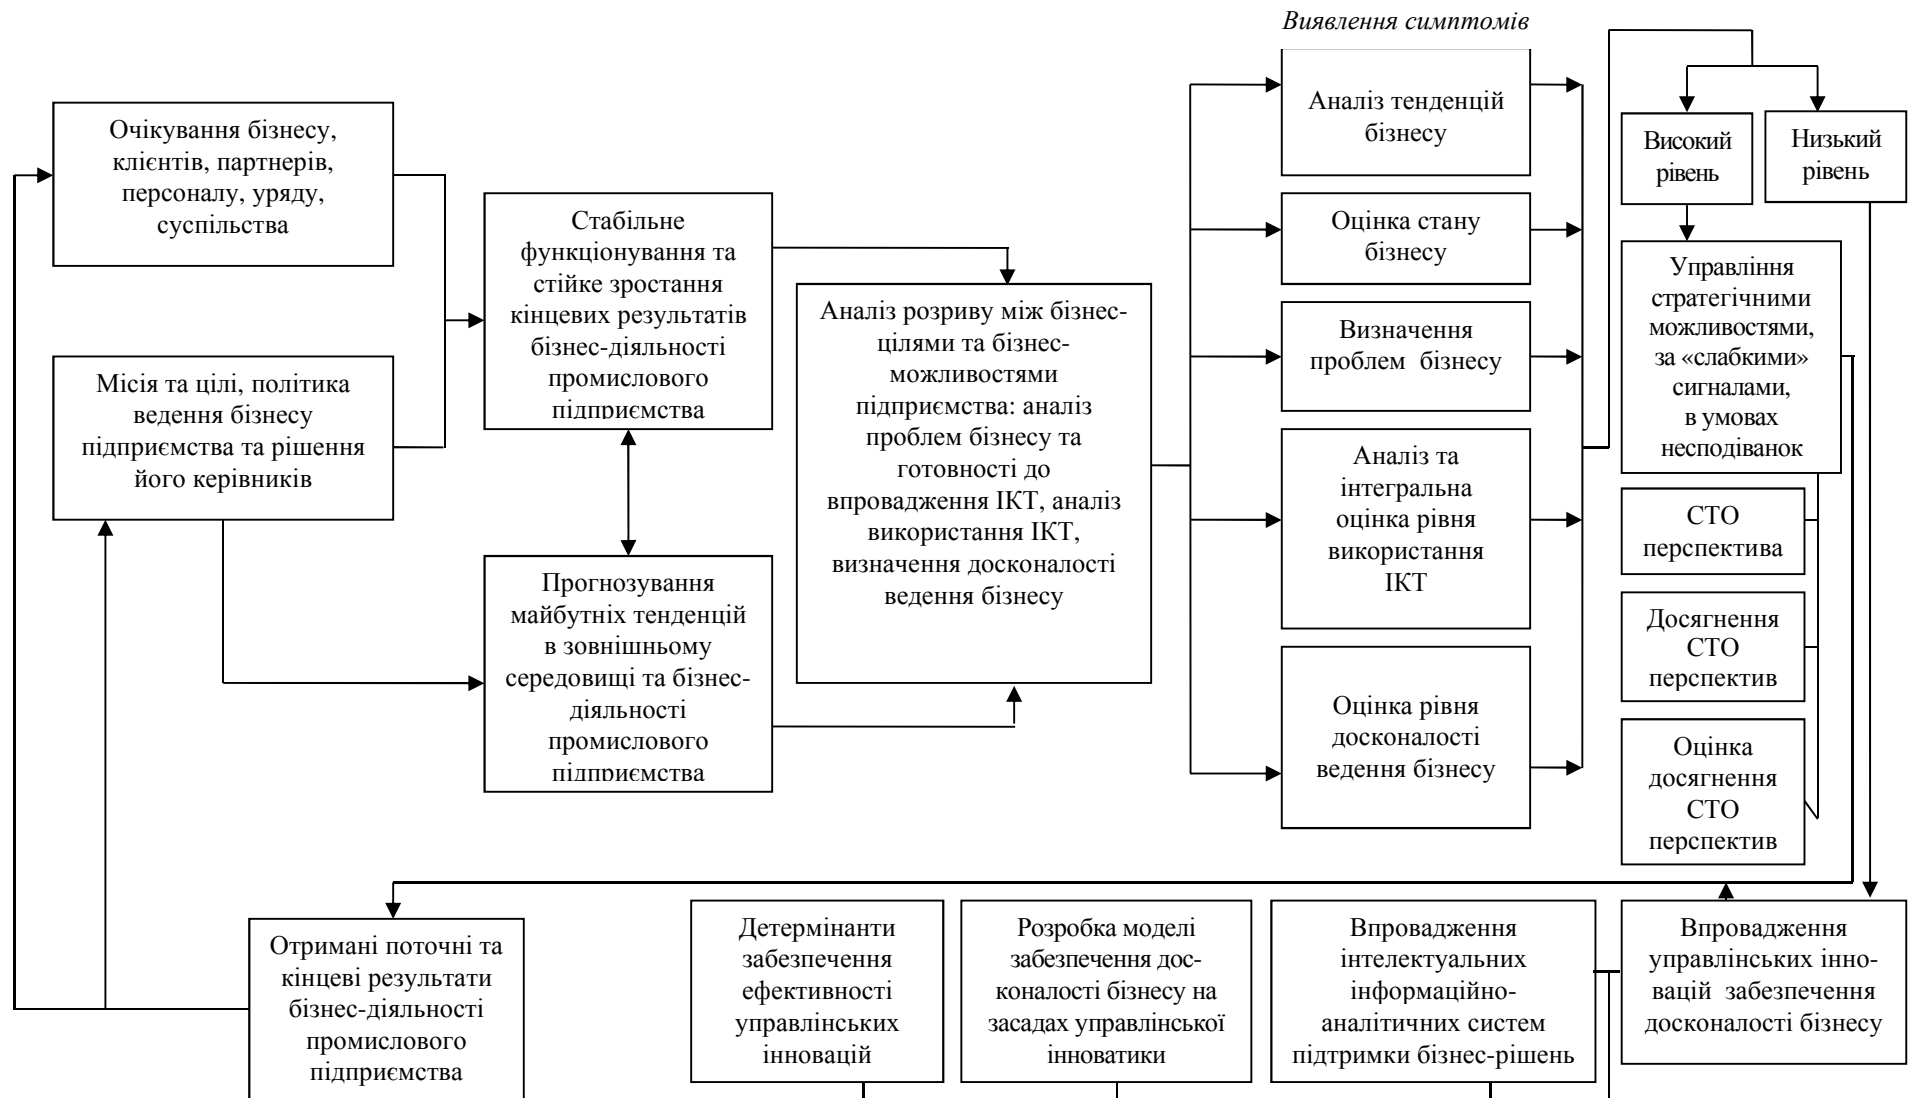 Виявлення симптомів
Очікування бізнесу,
клієнтів, партнерів,
персоналу, уряду,
суспільства
Місія та цілі, політика
ведення бізнесу
підприємства та рішення
його керівників
Стабільне
функціонування та
стійке зростання
кінцевих результатів
бізнес-діяльності
промислового
підприємства
Прогнозування
майбутніх тенденцій
в зовнішньому
середовищі та бізнес-
діяльності
промислового
підприємства
Аналіз розриву між бізнес-
цілями та бізнес-
можливостями
підприємства: аналіз
проблем бізнесу та
готовності до
впровадження ІКТ, аналіз
використання ІКТ,
визначення досконалості
ведення бізнесу
Аналіз тенденцій
бізнесу
Оцінка стану
бізнесу
Визначення
проблем бізнесу
Аналіз та
інтегральна
оцінка рівня
використання
ІКТ
Оцінка рівня
досконалості
ведення бізнесу
Високий
рівень
Низький
рівень
Управління
стратегічними
можливостями,
за «слабкими»
сигналами,
в умовах
несподіванок
СТО
перспектива
Досягнення
СТО
перспектив
Оцінка
досягнення
СТО
перспектив
Отримані поточні та
кінцеві результати
бізнес-діяльності
промислового
підприємства
Детермінанти
забезпечення
ефективності
управлінських
інновацій
Розробка моделі
забезпечення дос-
коналості бізнесу на
засадах управлінської
інноватики
Впровадження
інтелектуальних
інформаційно-
аналітичних систем
підтримки бізнес-рішень
Впровадження
управлінських інно-
вацій забезпечення
досконалості бізнесу